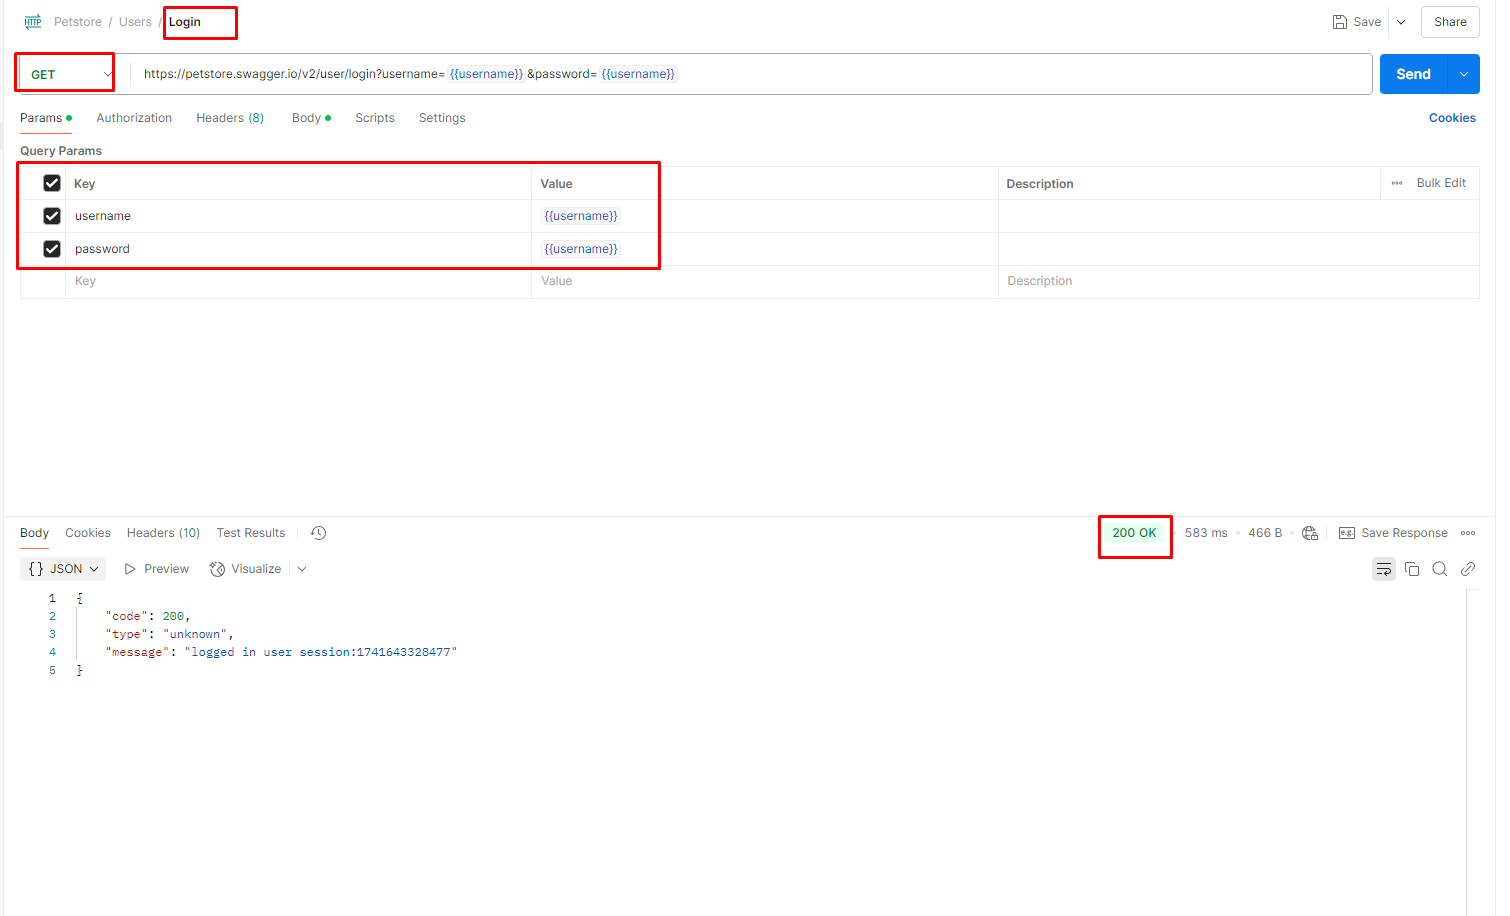 HTTP Petstore / Users / Login Save Share
GET https://petstore.swagger.io/v2/user/login?username= {{username}} &password= {{username}} Send
Params Authorization Headers (8) Body Scripts Settings Cookies
Query Params
Key Value Description Bulk Edit
username {{username}}
password {{username}}
Key Value Description
Body Cookies Headers (10) Test Results 200 OK 583 ms 466 B e.g. Save Response
{} JSON Preview Visualize
1 {
2 "code": 200,
3 "type": "unknown",
4 "message": "logged in user session:1741643328477"
5 }